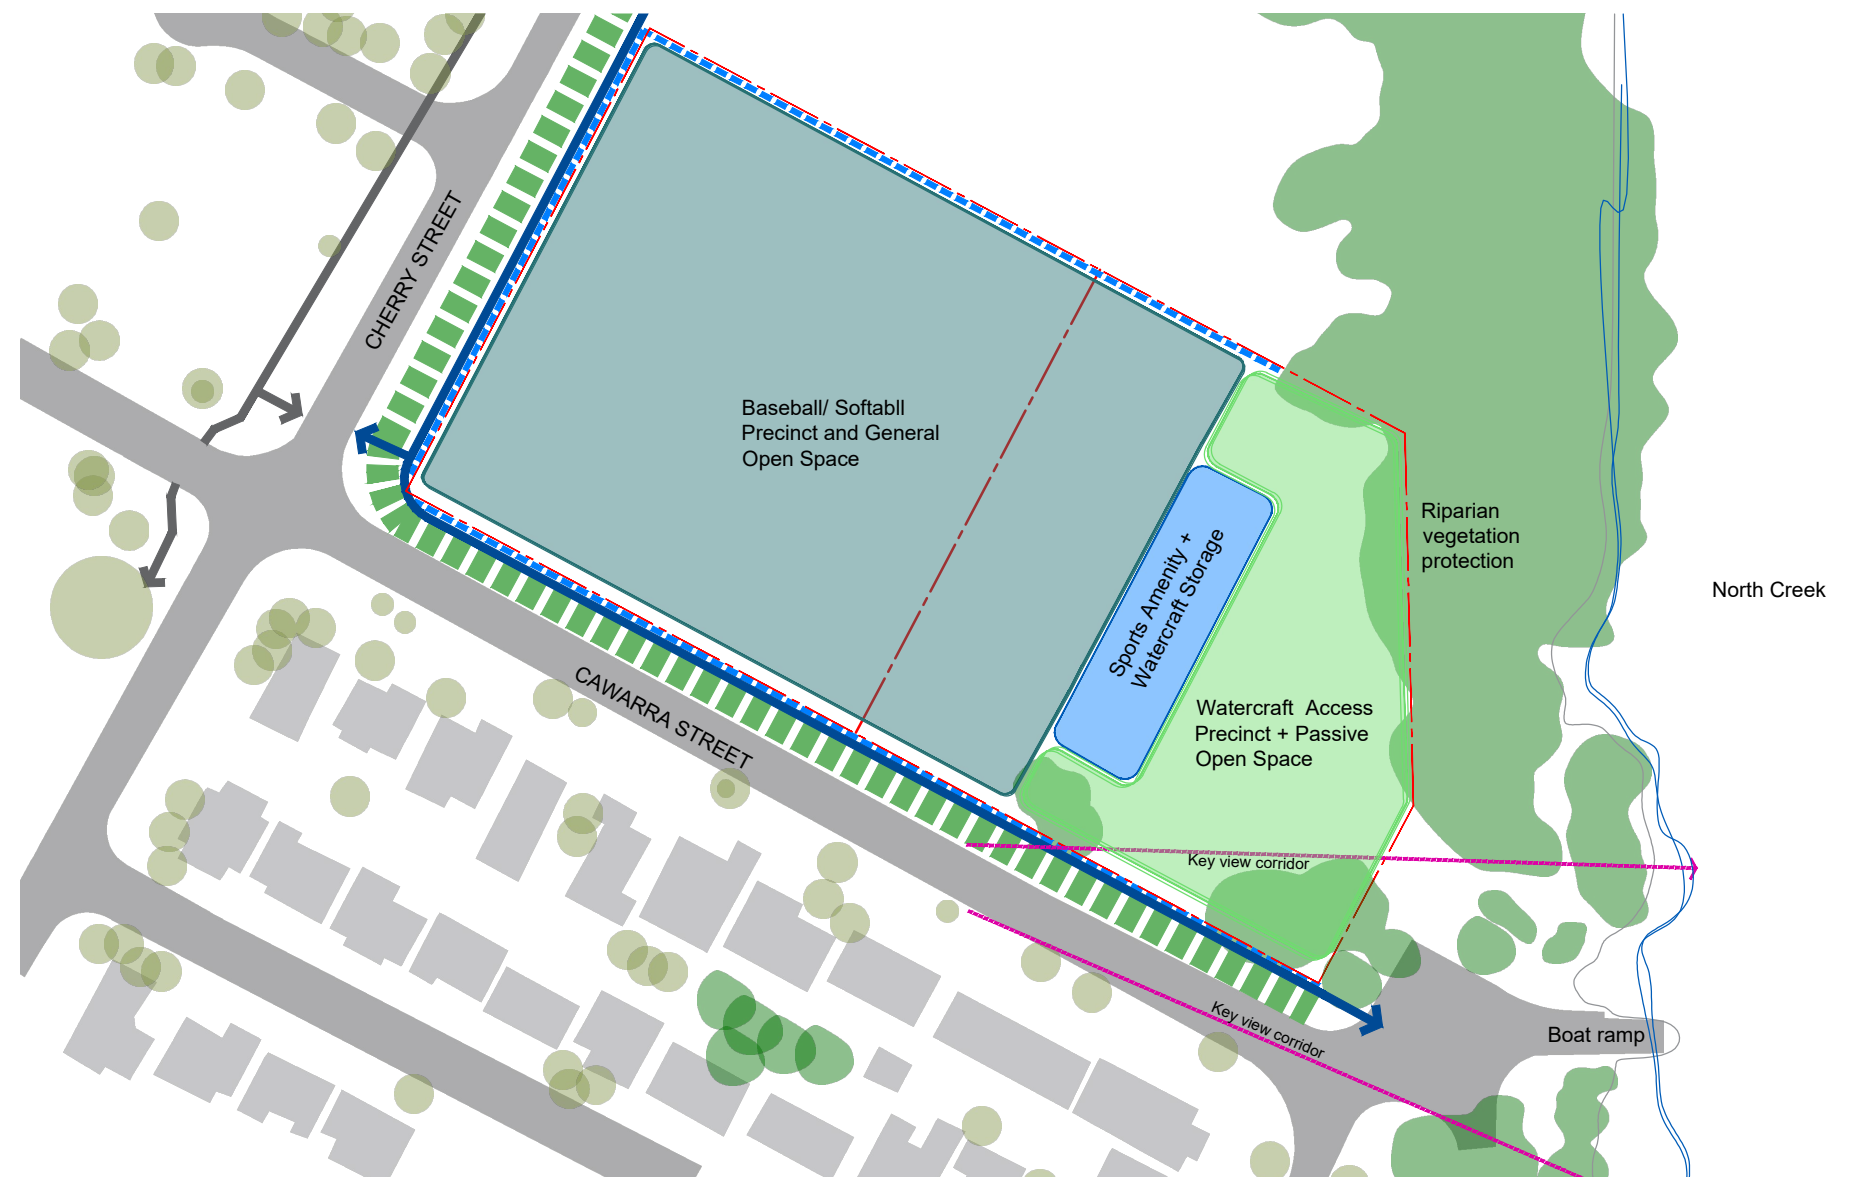 CHERRY STREET
Baseball/ Softabll
Precinct and General
Open Space
Riparian
vegetation
protection
North Creek
Sports Amenity +
Watercraft Storage
CAWARRA STREET
Watercraft Access
Precinct + Passive
Open Space
Key view corridor
Key view corridor
Boat ramp